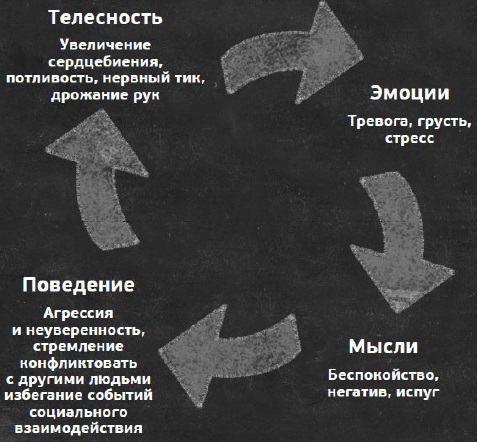 Телесность
Увеличение
сердцебиения,
потливость, нервный тик,
дрожание рук
Эмоции
Тревога, грусть,
стресс
Мысли
Беспокойство,
негатив, испуг
Поведение
Агрессия
и неуверенность,
стремление
конфликтовать
с другими людьми
избегание событий
социального
взаимодействия